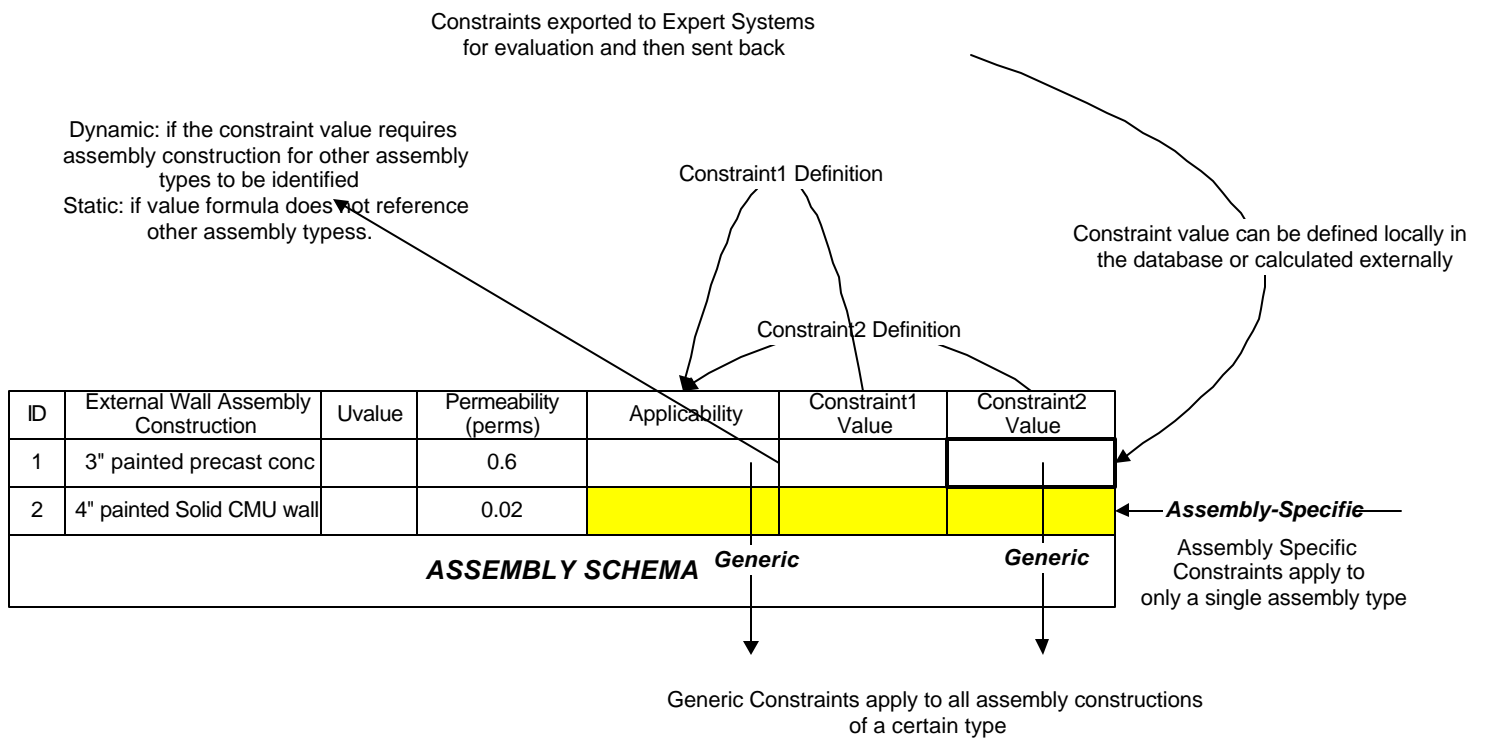 Constraints exported to Expert Systems
for evaluation and then sent back
Dynamic: if the constraint value requires
assembly construction for other assembly
types to be identified
Static: if value formula does not reference
other assembly typess.
Constraint1 Definition
Constraint value can be defined locally in
the database or calculated externally
Constraint2 Definition
ID
External Wall Assembly
Construction
Uvalue
Permeability
(perms)
Applicability
Constraint1
Value
Constraint2
Value
1
3" painted precast conc
0.6
2
4" painted Solid CMU wall
0.02
Assembly-Specific
ASSEMBLY SCHEMA
Generic
Generic
Assembly Specific
Constraints apply to
only a single assembly type
Generic Constraints apply to all assembly constructions
of a certain type